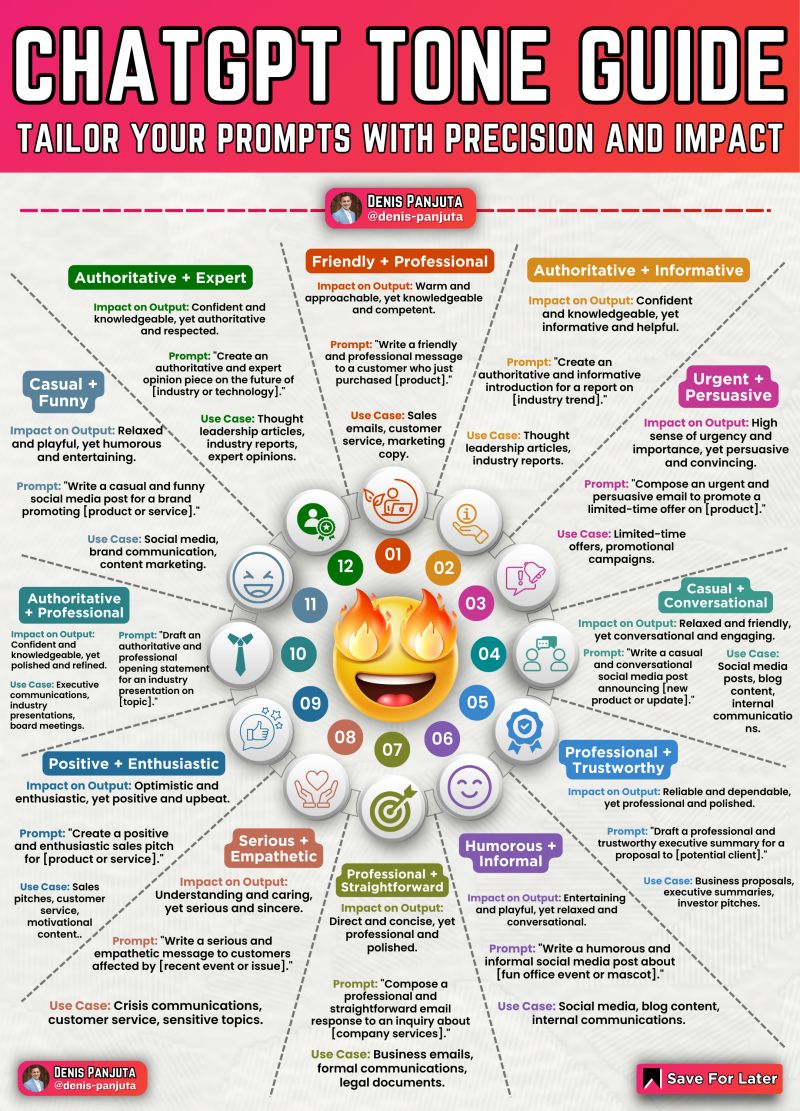 CHATGPT TONE GUIDE
TAILOR YOUR PROMPTS WITH PRECISION AND IMPACT
DENIS PANJUTA
@denis-panjuta
Friendly + Professional
Impact on Output: Warm and
approachable, yet knowledgeable
and competent.
Prompt: "Write a friendly
and professional message
to a customer who just
purchased [product]."
Use Case: Sales
emails, customer
service, marketing
copy.
01
Authoritative + Informative
Impact on Output: Confident
and knowledgeable, yet
informative and helpful.
Prompt: "Create an
authoritative and informative
introduction for a report on
[industry trend]."
Use Case: Thought
leadership articles,
industry reports.
02
Urgent +
Persuasive
Impact on Output: High
sense of urgency and
importance, yet persuasive
and convincing.
Prompt: "Compose an urgent and
persuasive email to promote a
limited-time offer on [product]."
Use Case: Limited-time
offers, promotional
campaigns.
03
Casual +
Conversational
Impact on Output: Relaxed and friendly,
yet conversational and engaging.
Prompt: "Write a casual
and conversational
social media post
announcing [new
product or update]."
Use Case:
Social media
posts, blog
content,
internal
communicatio
ns.
04
Professional +
Trustworthy
Impact on Output: Reliable and dependable,
yet professional and polished.
Prompt: "Draft a professional and
trustworthy executive summary for a
proposal to [potential client]."
Use Case: Business proposals,
executive summaries,
investor pitches.
05
Humorous +
Informal
Impact on Output: Entertaining
and playful, yet relaxed and
conversational.
Prompt: "Write a humorous and
informal social media post about
[fun office event or mascot]."
Use Case: Social media, blog content,
internal communications.
06
Professional +
Straightforward
Impact on Output:
Direct and concise, yet
professional and
polished.
Prompt: "Compose a
professional and
straightforward email
response to an inquiry about
[company services]."
Use Case: Business emails,
formal communications,
legal documents.
07
Serious +
Empathetic
Impact on Output:
Understanding and caring,
yet serious and sincere.
Prompt: "Write a serious and
empathetic message to customers
affected by [recent event or issue]."
Use Case: Crisis communications,
customer service, sensitive topics.
08
Positive + Enthusiastic
Impact on Output: Optimistic and
enthusiastic, yet positive and upbeat.
Prompt: "Create a positive
and enthusiastic sales pitch
for [product or service]."
Use Case: Sales
pitches, customer
service,
motivational
content..
09
Authoritative
+ Professional
Impact on Output:
Confident and
knowledgeable, yet
polished and refined.
Use Case: Executive
communications,
industry
presentations,
board meetings.
Prompt: "Draft an
authoritative and
professional
opening statement
for an industry
presentation on
[topic]."
10
Casual +
Funny
Impact on Output: Relaxed
and playful, yet humorous
and entertaining.
Prompt: "Write a casual and funny
social media post for a brand
promoting [product or service]."
Use Case: Social media,
brand communication,
content marketing.
11
Authoritative + Expert
Impact on Output: Confident and
knowledgeable, yet authoritative
and respected.
Prompt: "Create an
authoritative and expert
opinion piece on the future of
[industry or technology]."
Use Case: Thought
leadership articles,
industry reports,
expert opinions.
12
DENIS PANJUTA
@denis-panjuta
Save For Later